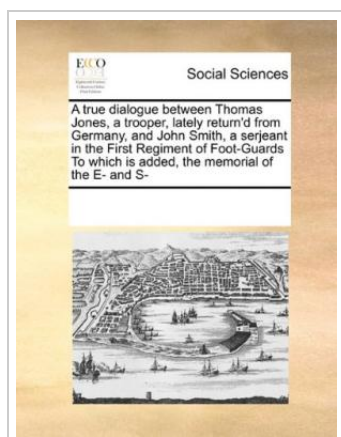 ECCO
Social Sciences
A true dialogue between Thomas
Jones, a trooper, lately return'd from
Germany, and John Smith, a serjeant
in the First Regiment of Foot-Guards
To which is added, the memorial of
the E- and S-